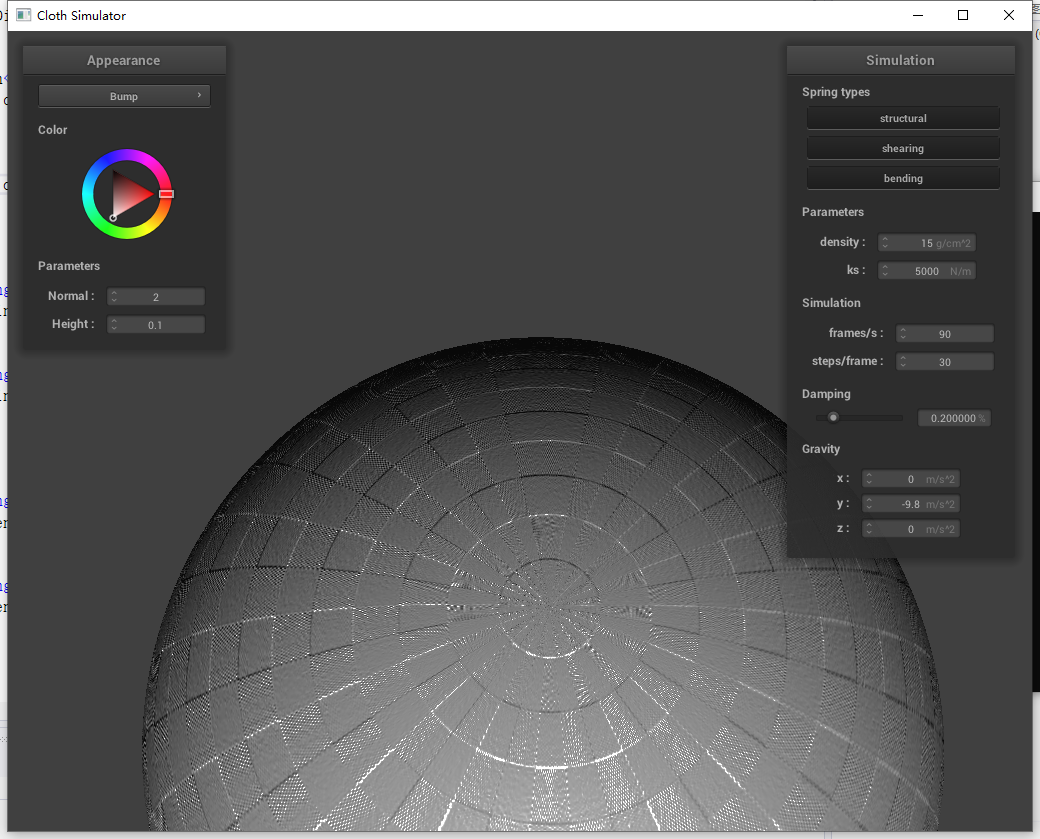 Cloth Simulator
Appearance
Bump
Color
Parameters
Normal : 2
Height : 0.1
Simulation
Spring types
structural
shearing
bending
Parameters
density : 15 g/cm^2
ks : 5000 N/m
Simulation
frames/s : 90
steps/frame : 30
Damping
0.200000 %
Gravity
x : 0 m/s^2
y : -9.8 m/s^2
z : 0 m/s^2